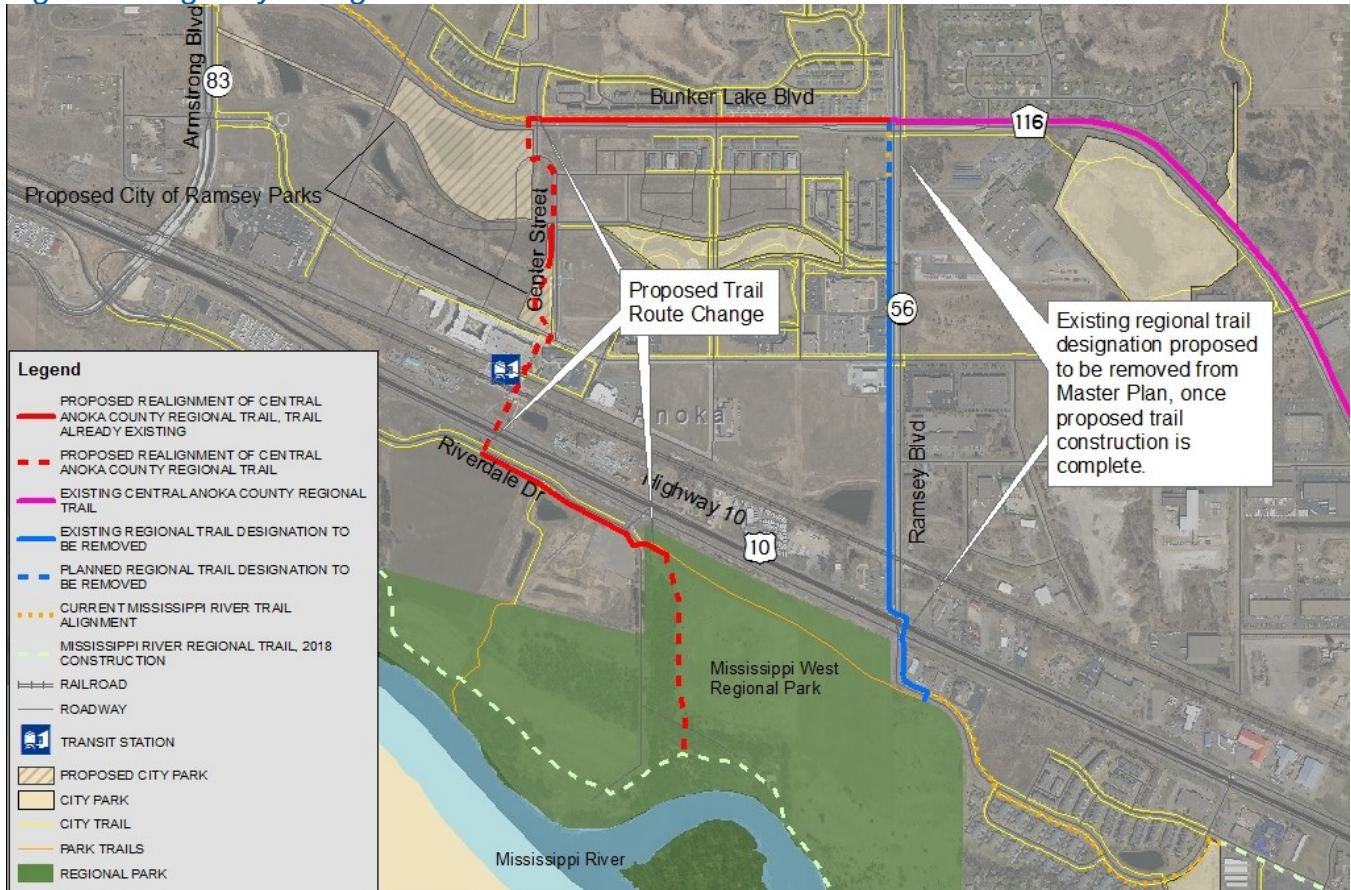 Armstrong Blvd
83
Bunker Lake Blvd
116
Proposed City of Ramsey Parks
Center Street
Proposed Trail
Route Change
56
Existing regional trail
designation proposed
to be removed from
Master Plan, once
proposed trail
construction is
complete.
Anoka
Ramsey Blvd
Riverdale Dr
Highway 10
10
Mississippi West
Regional Park
Mississippi River
Legend
PROPOSED REALIGNMENT OF CENTRAL
ANOKA COUNTY REGIONAL TRAIL, TRAIL
ALREADY EXISTING
PROPOSED REALIGNMENT OF CENTRAL
ANOKA COUNTY REGIONAL TRAIL
EXISTING CENTRAL ANOKA COUNTY REGIONAL
TRAIL
EXISTING REGIONAL TRAIL DESIGNATION TO
BE REMOVED
PLANNED REGIONAL TRAIL DESIGNATION TO
BE REMOVED
CURRENT MISSISSIPPI RIVER TRAIL
ALIGNMENT
MISSISSIPPI RIVER REGIONAL TRAIL, 2018
CONSTRUCTION
RAILROAD
ROADWAY
TRANSIT STATION
PROPOSED CITY PARK
CITY PARK
CITY TRAIL
PARK TRAILS
REGIONAL PARK